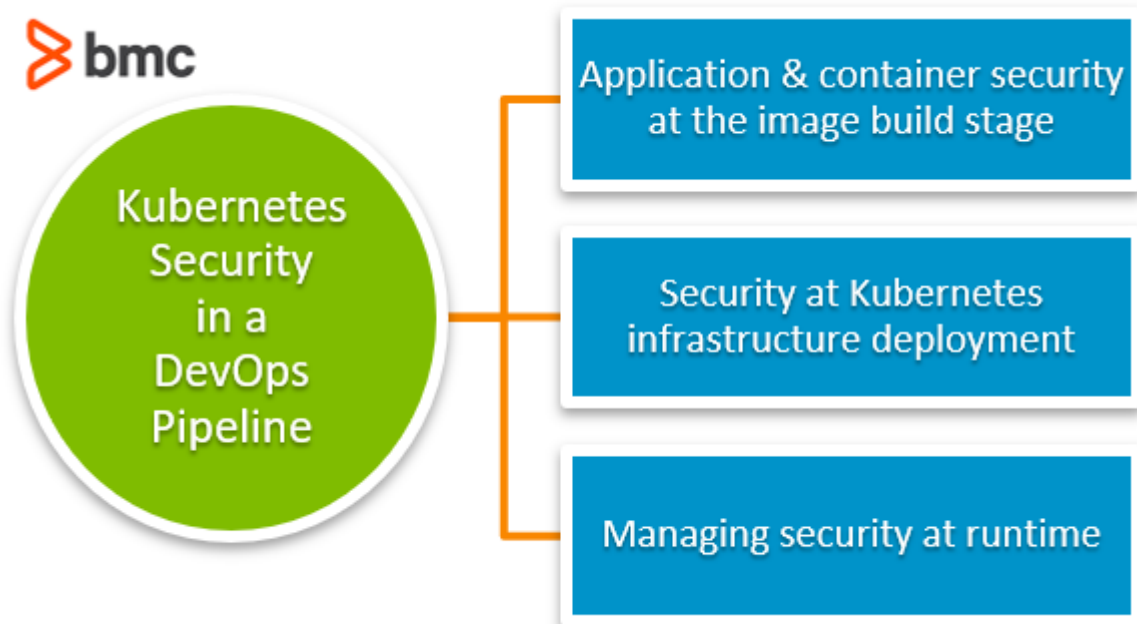 bmc
Kubernetes
Security
in a
DevOps
Pipeline
Application & container security
at the image build stage
Security at Kubernetes
infrastructure deployment
Managing security at runtime